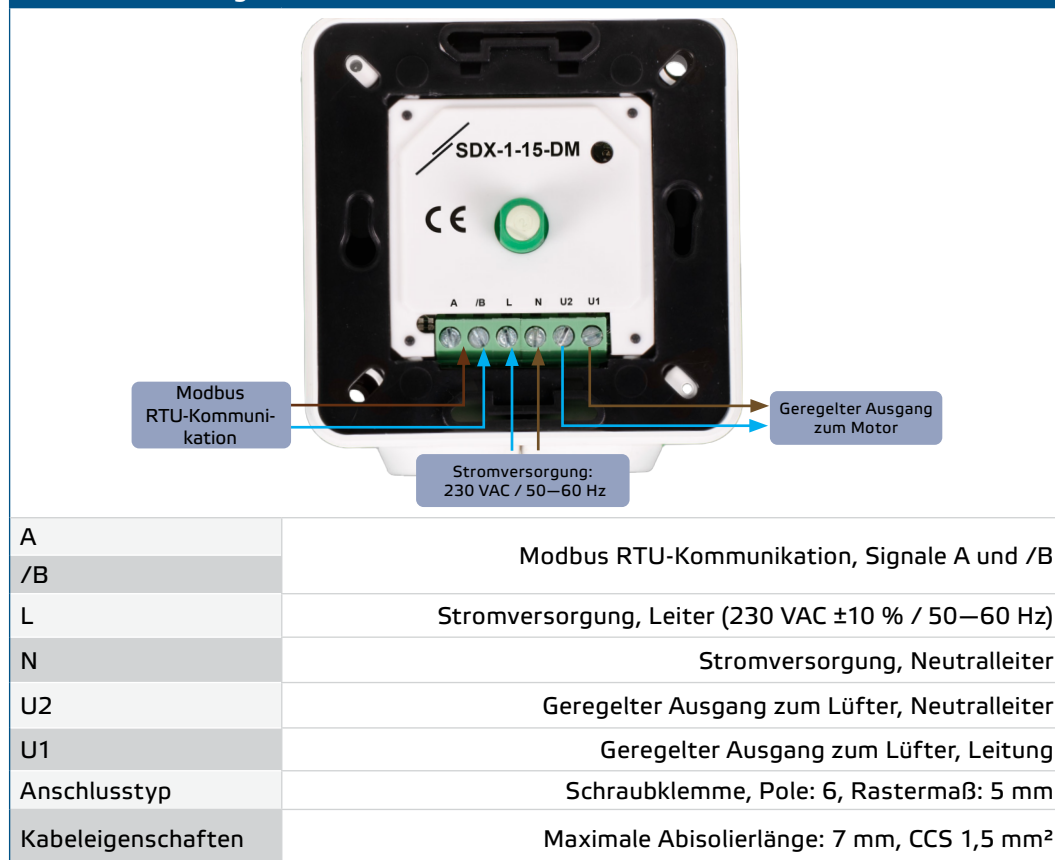 SDX-1-15-DM
CE
A /B L N U2 U1
Modbus
RTU-Kommuni-
kation
Geregelter Ausgang
zum Motor
Stromversorgung:
230 VAC / 50—60 Hz
A
/B
Modbus RTU-Kommunikation, Signale A und /B
L
Stromversorgung, Leiter (230 VAC ±10 % / 50—60 Hz)
N
Stromversorgung, Neutralleiter
U2
Geregelter Ausgang zum Lüfter, Neutralleiter
U1
Geregelter Ausgang zum Lüfter, Leitung
Anschlusstyp
Schraubklemme, Pole: 6, Rastermaß: 5 mm
Kabeleigenschaften
Maximale Abisolierlänge: 7 mm, CCS 1,5 mm²